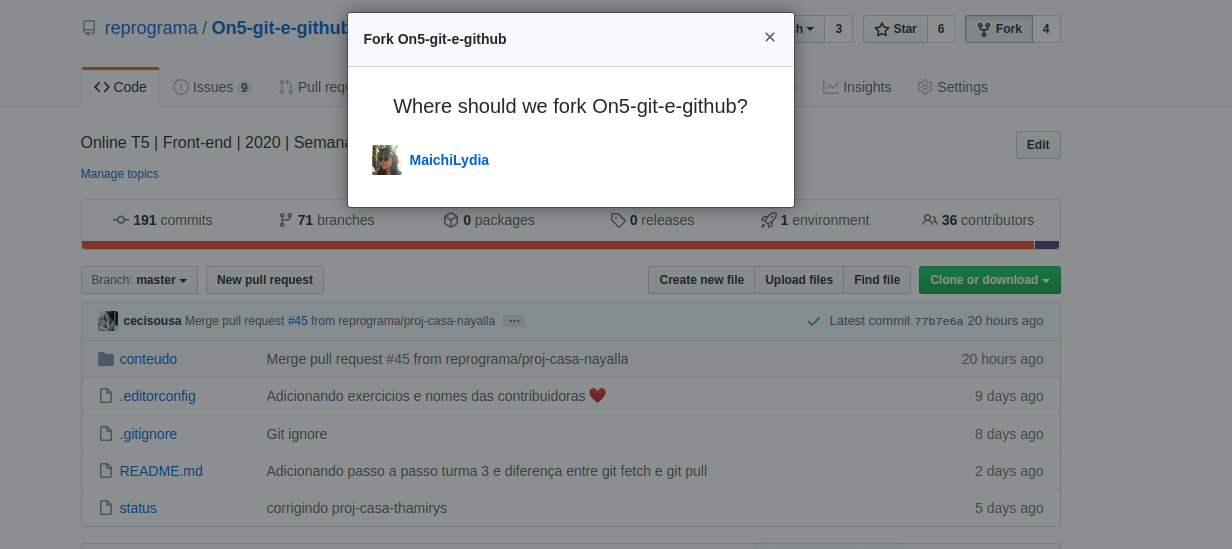 reprograma / On5-git-e-github
h 3
Star 6
Fork 4
Fork On5-git-e-github
Where should we fork On5-git-e-github?
MaichiLydia
Code
Issues 9
Pull requ
Insights
Settings
Online T5 | Front-end | 2020 | Semana
Edit
Manage topics
191 commits
71 branches
0 packages
0 releases
1 environment
36 contributors
Branch: master
New pull request
Create new file
Upload files
Find file
Clone or download
cecisousa Merge pull request #45 from reprograma/proj-casa-nayalla ...
Latest commit 77b7e6a 20 hours ago
conteudo Merge pull request #45 from reprograma/proj-casa-nayalla 20 hours ago
.editorconfig Adicionando exercicios e nomes das contribuidoras ❤️ 9 days ago
.gitignore Git ignore 8 days ago
README.md Adicionando passo a passo turma 3 e diferença entre git fetch e git pull 2 days ago
status corrigindo proj-casa-thamirys 5 days ago